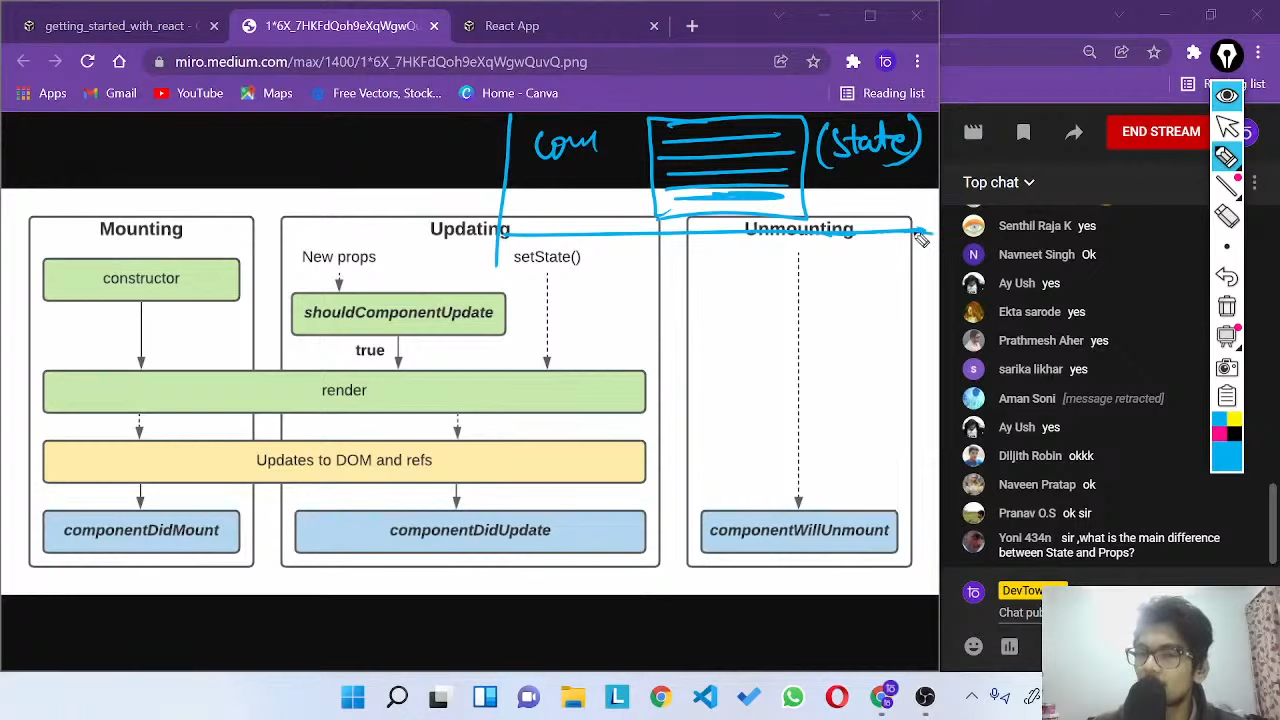 getting_started_with_react - C
1*6X_7HKFdQoh9eXqWgwQu
React App
miro.medium.com/max/1400/1*6X_7HKFdQoh9eXqWgwQuvQ.png
Apps
Gmail
YouTube
Maps
Free Vectors, Stock...
Home - Canva
Reading list
END STREAM
Top chat
com
(state)
Mounting
Updating
Unmounting
New props
setState()
constructor
shouldComponentUpdate
true
render
Updates to DOM and refs
componentDidMount
componentDidUpdate
componentWillUnmount
Senthil Raja K yes
Navneet Singh Ok
Ay Ush yes
Ekta sarode yes
Prathmesh Aher yes
sarika likhar yes
Aman Soni [message retracted]
Ay Ush yes
Diljith Robin okkk
Naveen Pratap ok
Pranav O.S ok sir
Yoni 434n sir ,what is the main difference
between State and Props?
DevTow
Chat pub